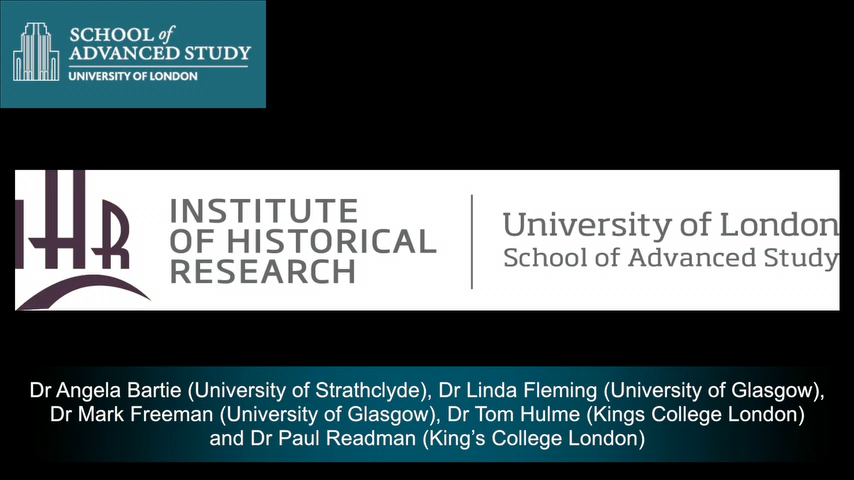 SCHOOL of
ADVANCED STUDY
UNIVERSITY OF LONDON
IHR
INSTITUTE
OF HISTORICAL
RESEARCH
University of London
School of Advanced Study
Dr Angela Bartie (University of Strathclyde), Dr Linda Fleming (University of Glasgow),
Dr Mark Freeman (University of Glasgow), Dr Tom Hulme (Kings College London)
and Dr Paul Readman (King's College London)